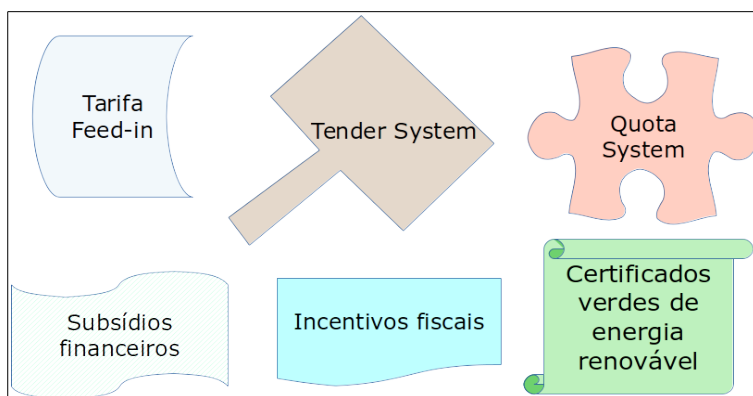 Tarifa
Feed-in
Tender System
Quota
System
Subsídios
financeiros
Incentivos fiscais
Certificados
verdes de
energia
renovável